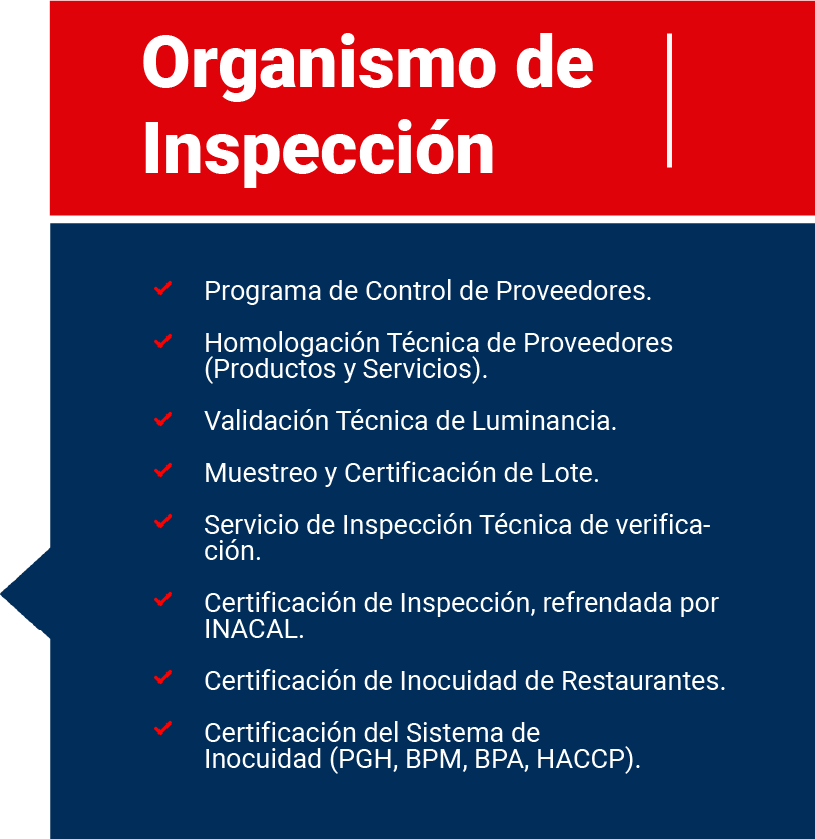 Organismo de
Inspección
Programa de Control de Proveedores.
Homologación Técnica de Proveedores
(Productos y Servicios).
Validación Técnica de Luminancia.
Muestreo y Certificación de Lote.
Servicio de Inspección Técnica de verifica-
ción.
Certificación de Inspección, refrendada por
INACAL.
Certificación de Inocuidad de Restaurantes.
Certificación del Sistema de
Inocuidad (PGH, BPM, BPA, HACCP).